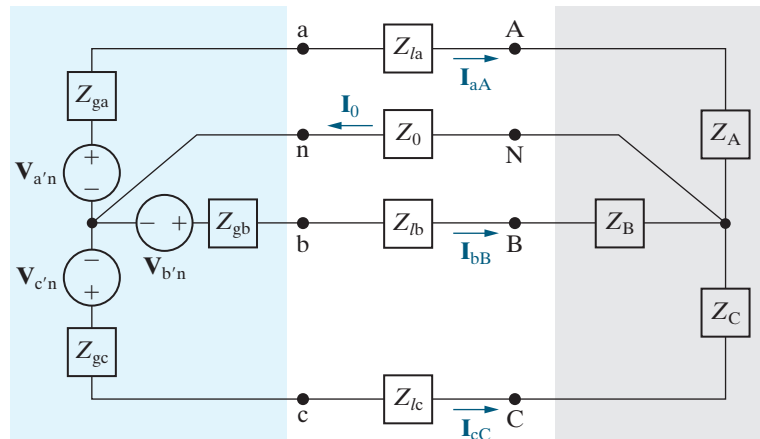 a
Z_la
A
I_aA
Z_ga
I_0
n
Z_0
N
Z_A
+
−
V_a′n
−
+
Z_gb
b
Z_lb
B
I_bB
Z_B
V_b′n
−
+
V_c′n
Z_gc
Z_C
c
Z_lc
C
I_cC